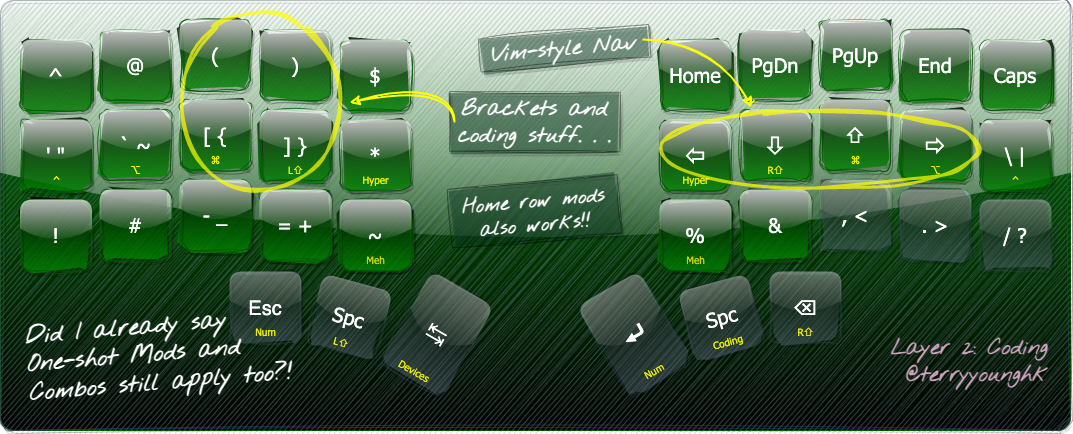 ^ @ ( ) $
Home PgDn PgUp End Caps
Vim-style Nav
Brackets and
coding stuff. . .
' " ` ~ [ { ] } *
^ ⌥ ⌘ L⇧ Hyper
⇦ ⇩ ⇧ ⇨ \ |
Hyper R⇧ ⌘ ⌥ ^
Home row mods
also works!!
! # - _ = + ~
Meh
% & , < . > / ?
Meh
Esc Spc ↹
Num L⇧ Devices
↵ Spc ⌫
Num Coding R⇧
Did I already say
One-shot Mods and
Combos still apply too?!
Layer 2: Coding
@terryyounghk